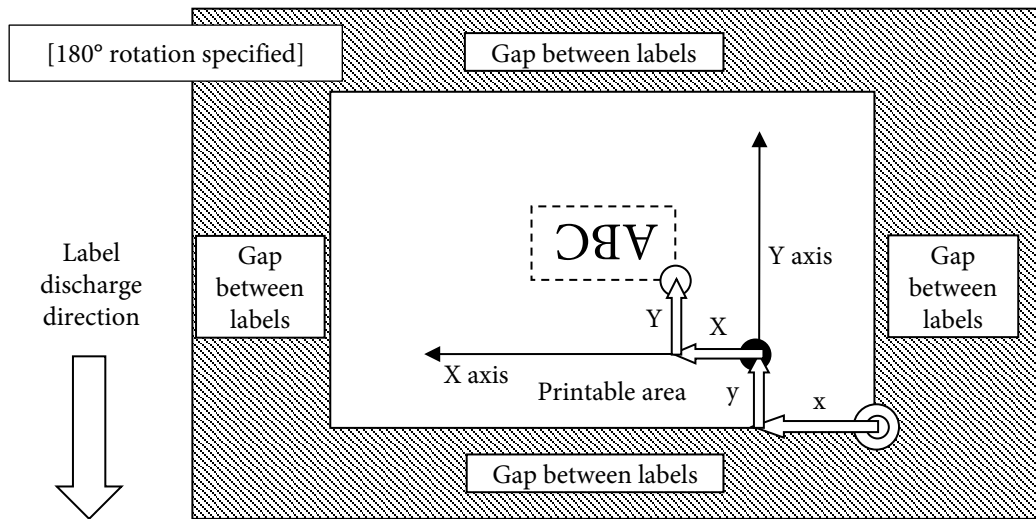 [180° rotation specified]
Gap between labels
Label
discharge
direction
Gap
between
labels
ABC
Y axis
Gap
between
labels
Y
X
X axis
Printable area
y
x
Gap between labels